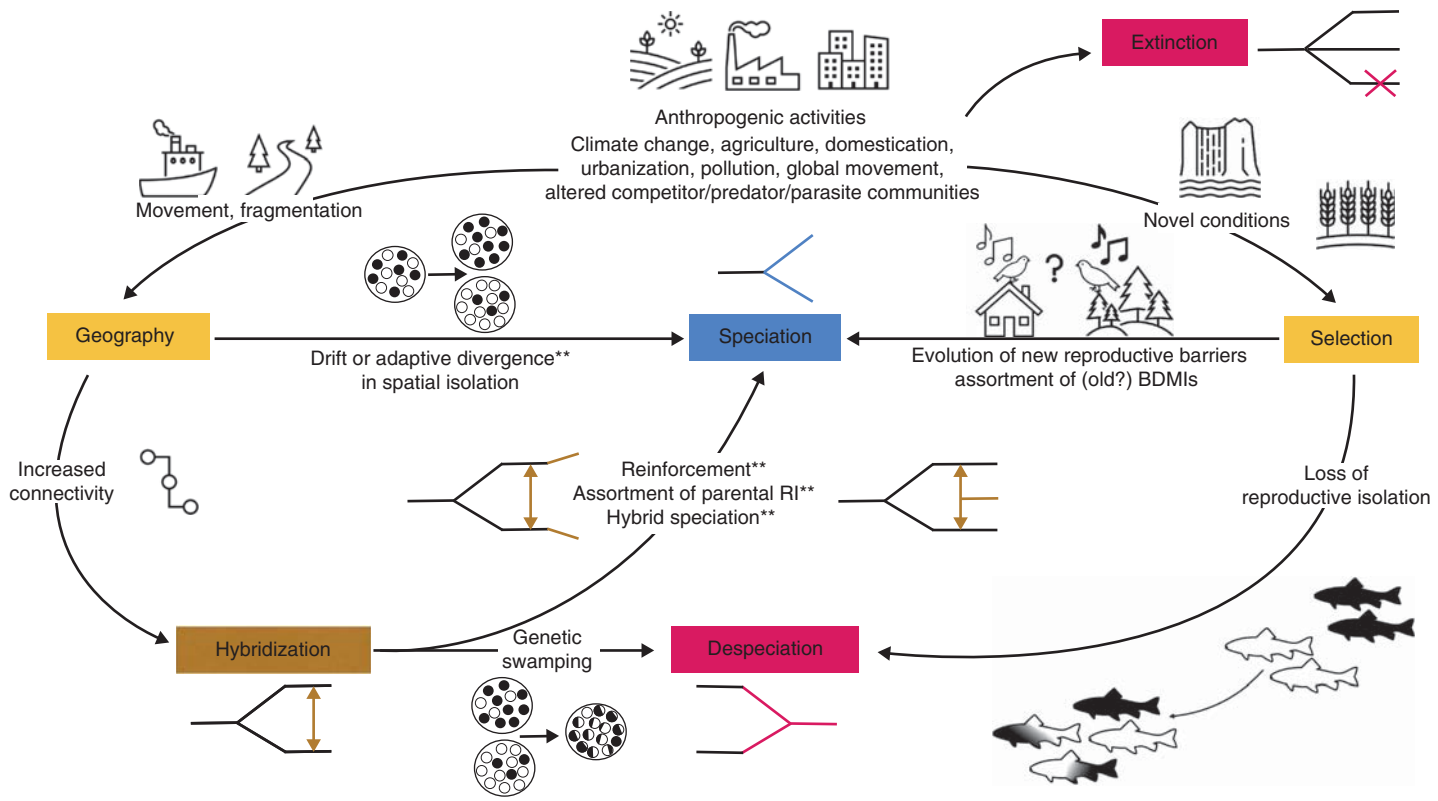 Extinction
Anthropogenic activities
Climate change, agriculture, domestication,
urbanization, pollution, global movement,
altered competitor/predator/parasite communities
Movement, fragmentation
Novel conditions
?
Geography
Speciation
Selection
Drift or adaptive divergence**
in spatial isolation
Evolution of new reproductive barriers
assortment of (old?) BDMIs
Increased
connectivity
Reinforcement**
Assortment of parental RI**
Hybrid speciation**
Loss of
reproductive isolation
Hybridization
Genetic
swamping
Despeciation